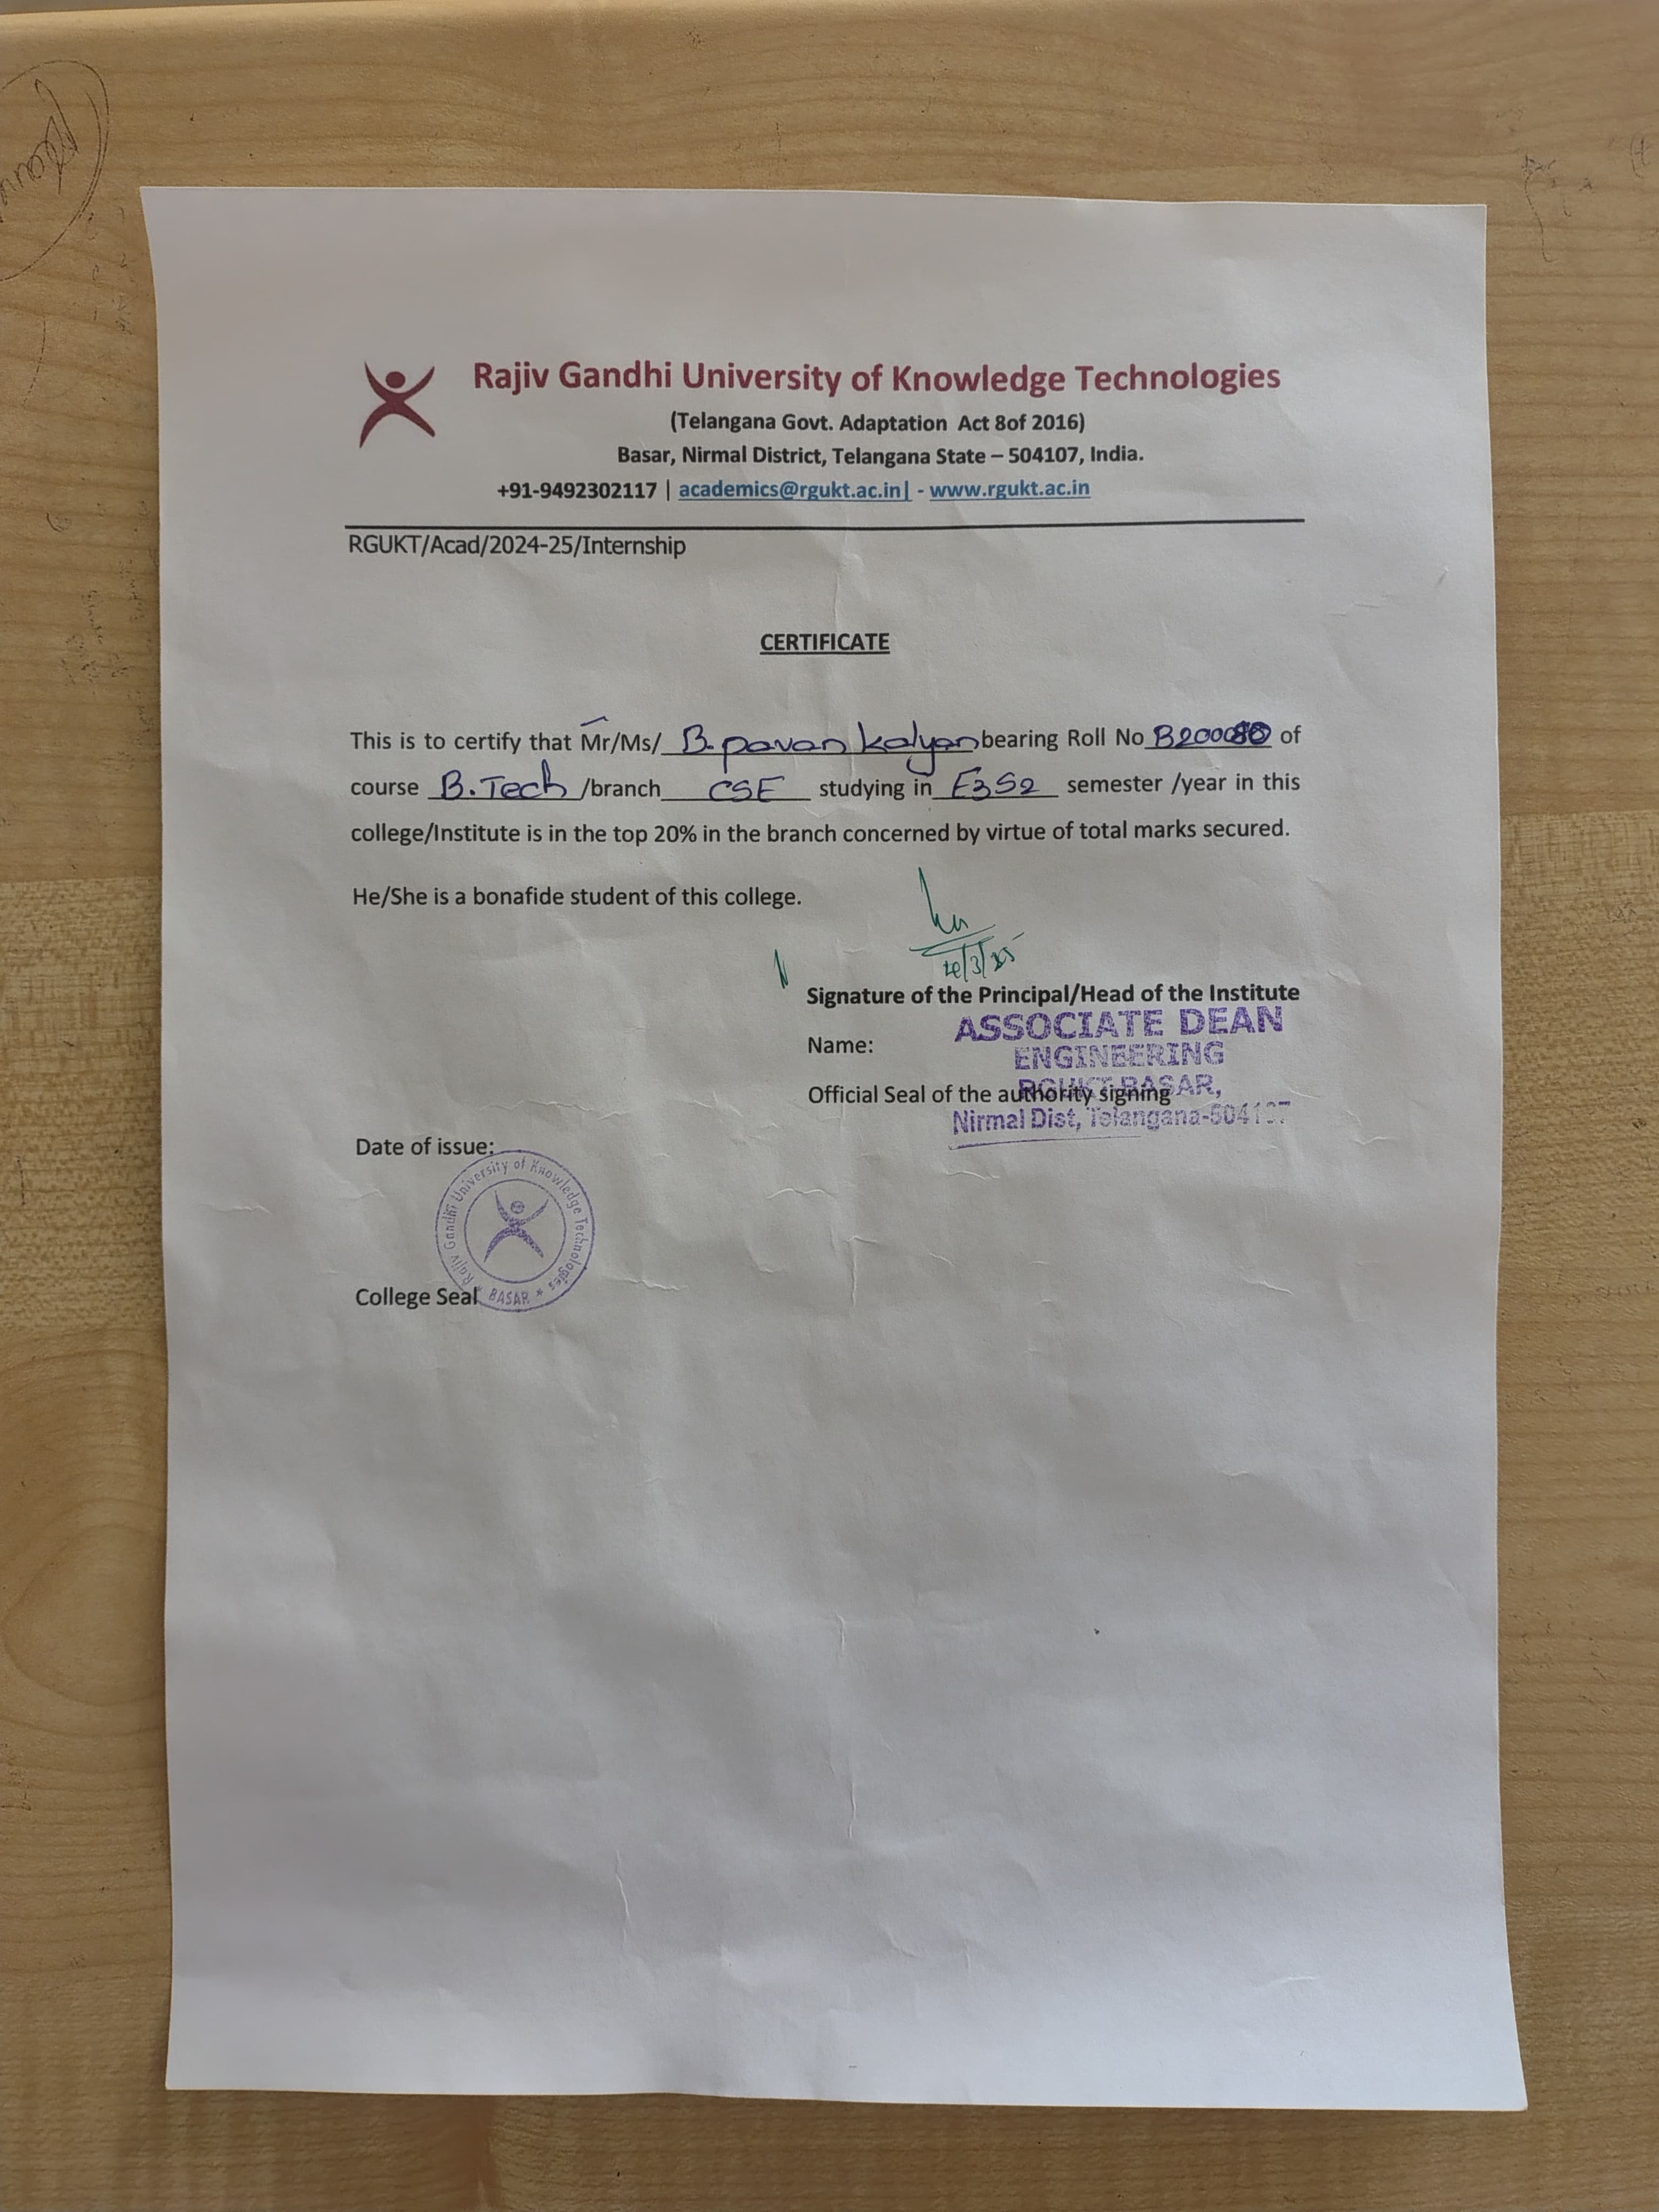 Rajiv Gandhi University of Knowledge Technologies
(Telangana Govt. Adaptation Act 8of 2016)
Basar, Nirmal District, Telangana State – 504107, India.
+91-9492302117 | academics@rgukt.ac.in| - www.rgukt.ac.in
RGUKT/Acad/2024-25/Internship
CERTIFICATE
This is to certify that Mr/Ms/ B. pavan kalyan bearing Roll No B200080 of
course B.Tech /branch CSE studying in E3S2 semester /year in this
college/Institute is in the top 20% in the branch concerned by virtue of total marks secured.
He/She is a bonafide student of this college.
Signature of the Principal/Head of the Institute
ASSOCIATE DEAN
Name:
ENGINEERING
RGUKT-BASAR,
Official Seal of the authority signing
Nirmal Dist, Telangana-504107
Date of issue:
Rajiv Gandhi University of Knowledge Technologies
* BASAR *
College Seal